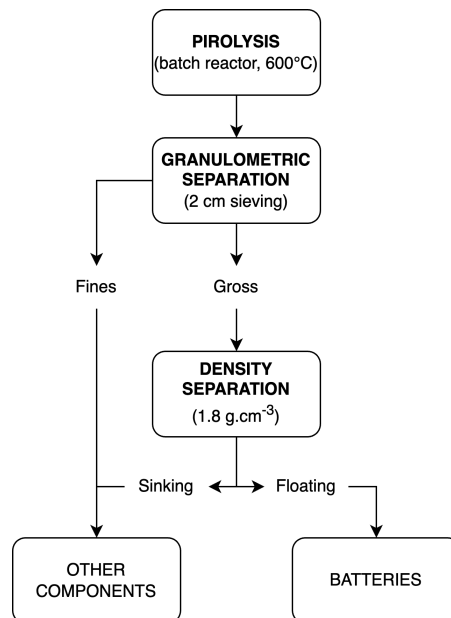 PIROLYSIS
(batch reactor, 600°C)
GRANULOMETRIC
SEPARATION
(2 cm sieving)
Fines
Gross
DENSITY
SEPARATION
(1.8 g.cm⁻³)
Sinking
Floating
OTHER
COMPONENTS
BATTERIES